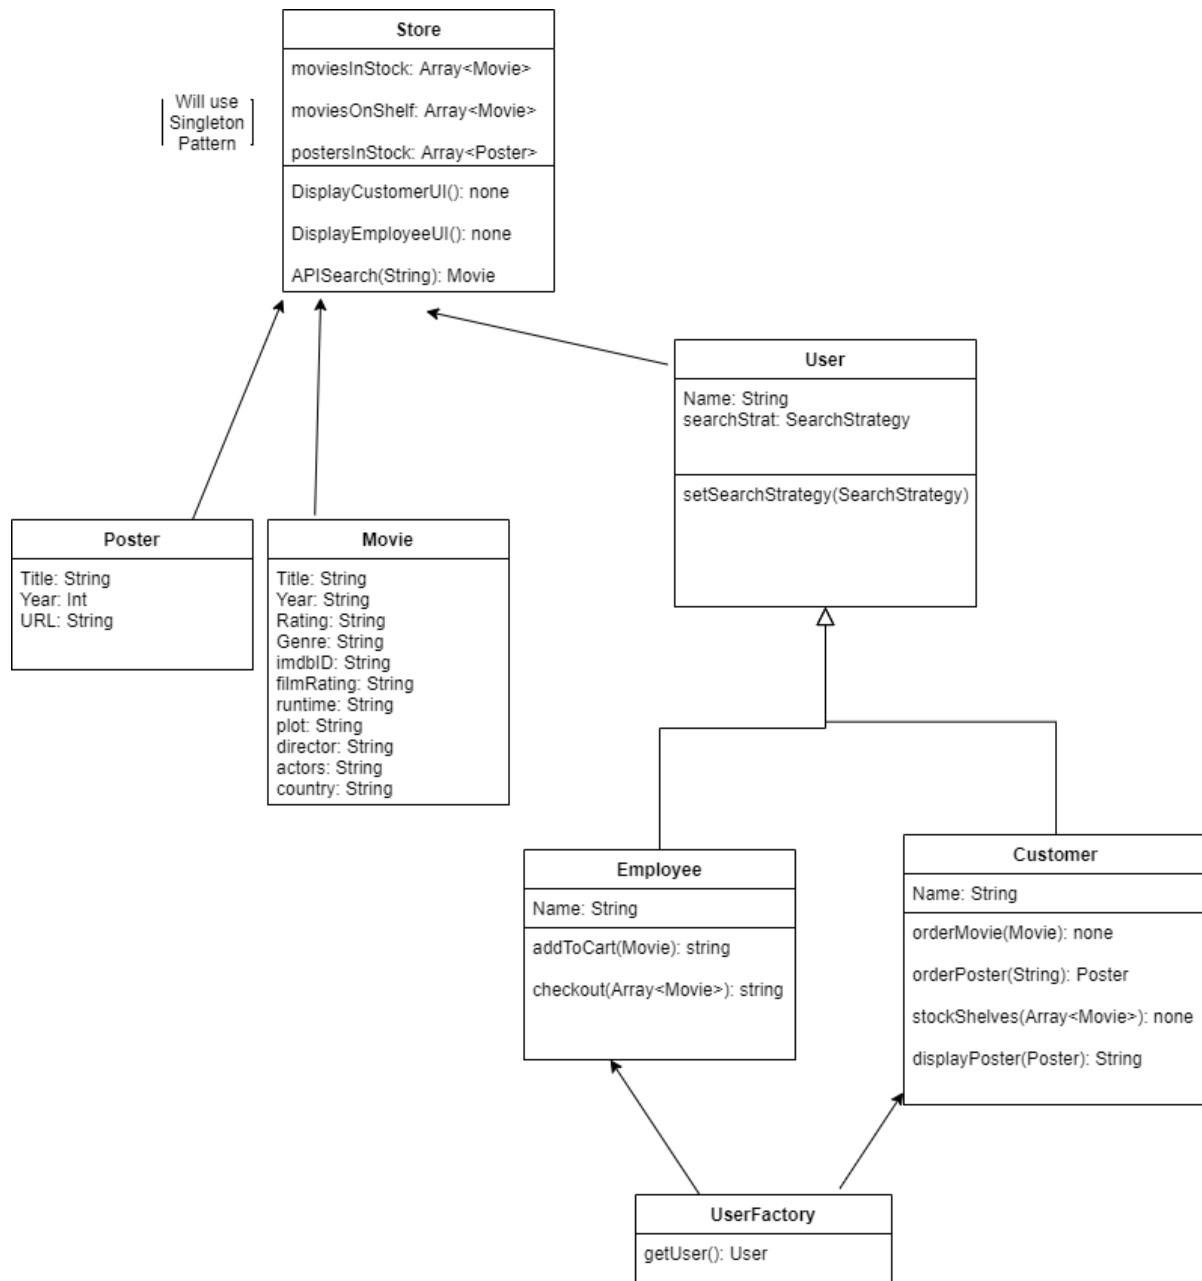 Store
moviesInStock: Array<Movie>
moviesOnShelf: Array<Movie>
postersInStock: Array<Poster>
DisplayCustomerUI(): none
DisplayEmployeeUI(): none
APISearch(String): Movie
Will use
Singleton
Pattern
User
Name: String
searchStrat: SearchStrategy
setSearchStrategy(SearchStrategy)
Poster
Title: String
Year: Int
URL: String
Movie
Title: String
Year: String
Rating: String
Genre: String
imdbID: String
filmRating: String
runtime: String
plot: String
director: String
actors: String
country: String
Employee
Name: String
addToCart(Movie): string
checkout(Array<Movie>): string
Customer
Name: String
orderMovie(Movie): none
orderPoster(String): Poster
stockShelves(Array<Movie>): none
displayPoster(Poster): String
UserFactory
getUser(): User